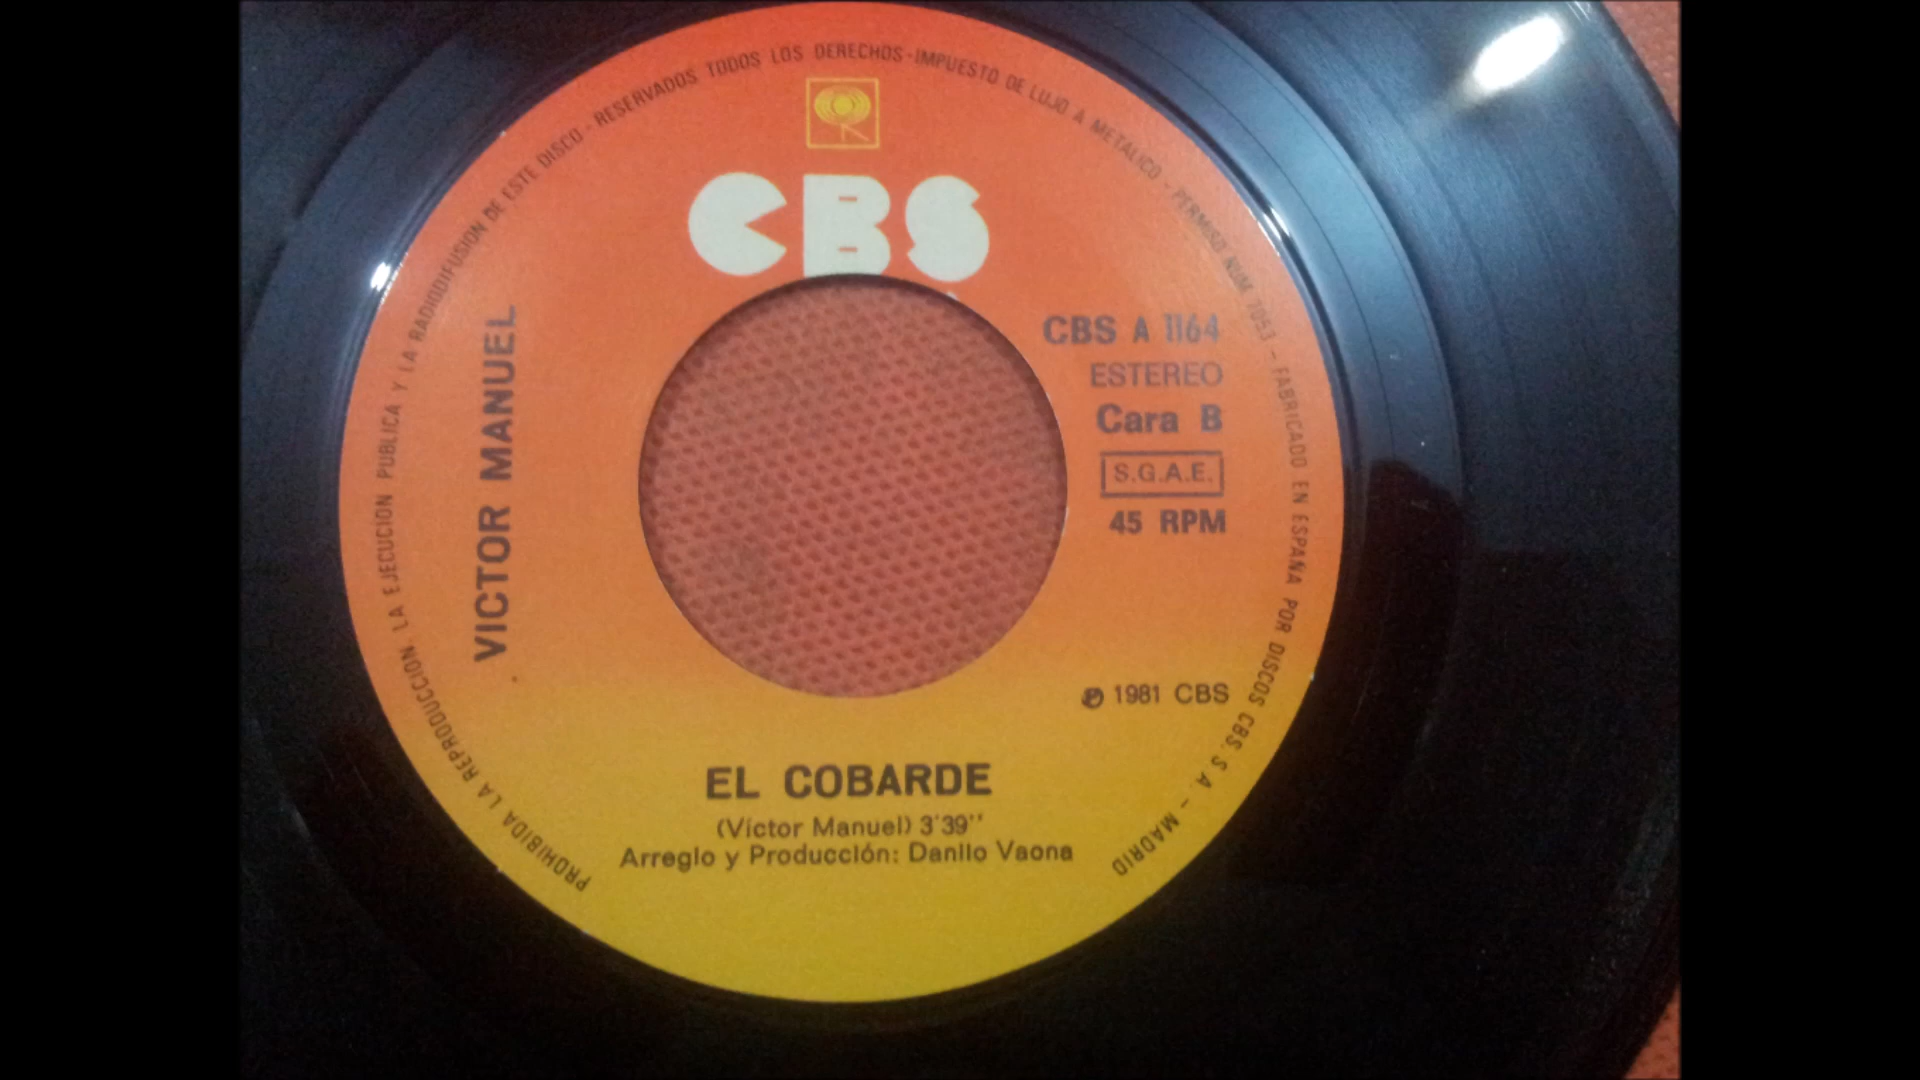 PROHIBIDA LA REPRODUCCION, LA EJECUCION PUBLICA Y LA RADIODIFUSION DE ESTE DISCO - RESERVADOS TODOS LOS DERECHOS - IMPUESTO DE LUJO A METALICO - PERMISO NUM 7053 - FABRICADO EN ESPAÑA POR DISCOS CBS. S.A. - MADRID
CBS
VICTOR MANUEL
CBS A 1164
ESTEREO
Cara B
S.G.A.E.
45 RPM
℗ 1981 CBS
EL COBARDE
(Víctor Manuel) 3'39''
Arreglo y Producción: Danilo Vaona